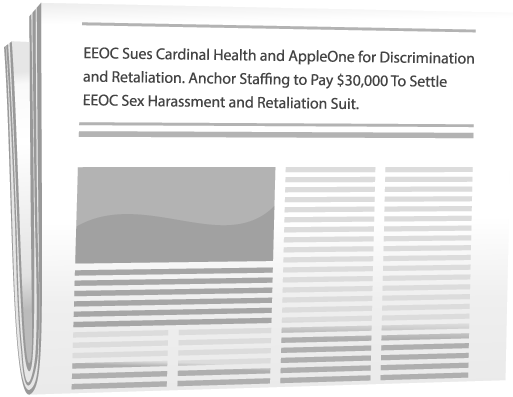 EEOC Sues Cardinal Health and AppleOne for Discrimination
and Retaliation. Anchor Staffing to Pay $30,000 To Settle
EEOC Sex Harassment and Retaliation Suit.